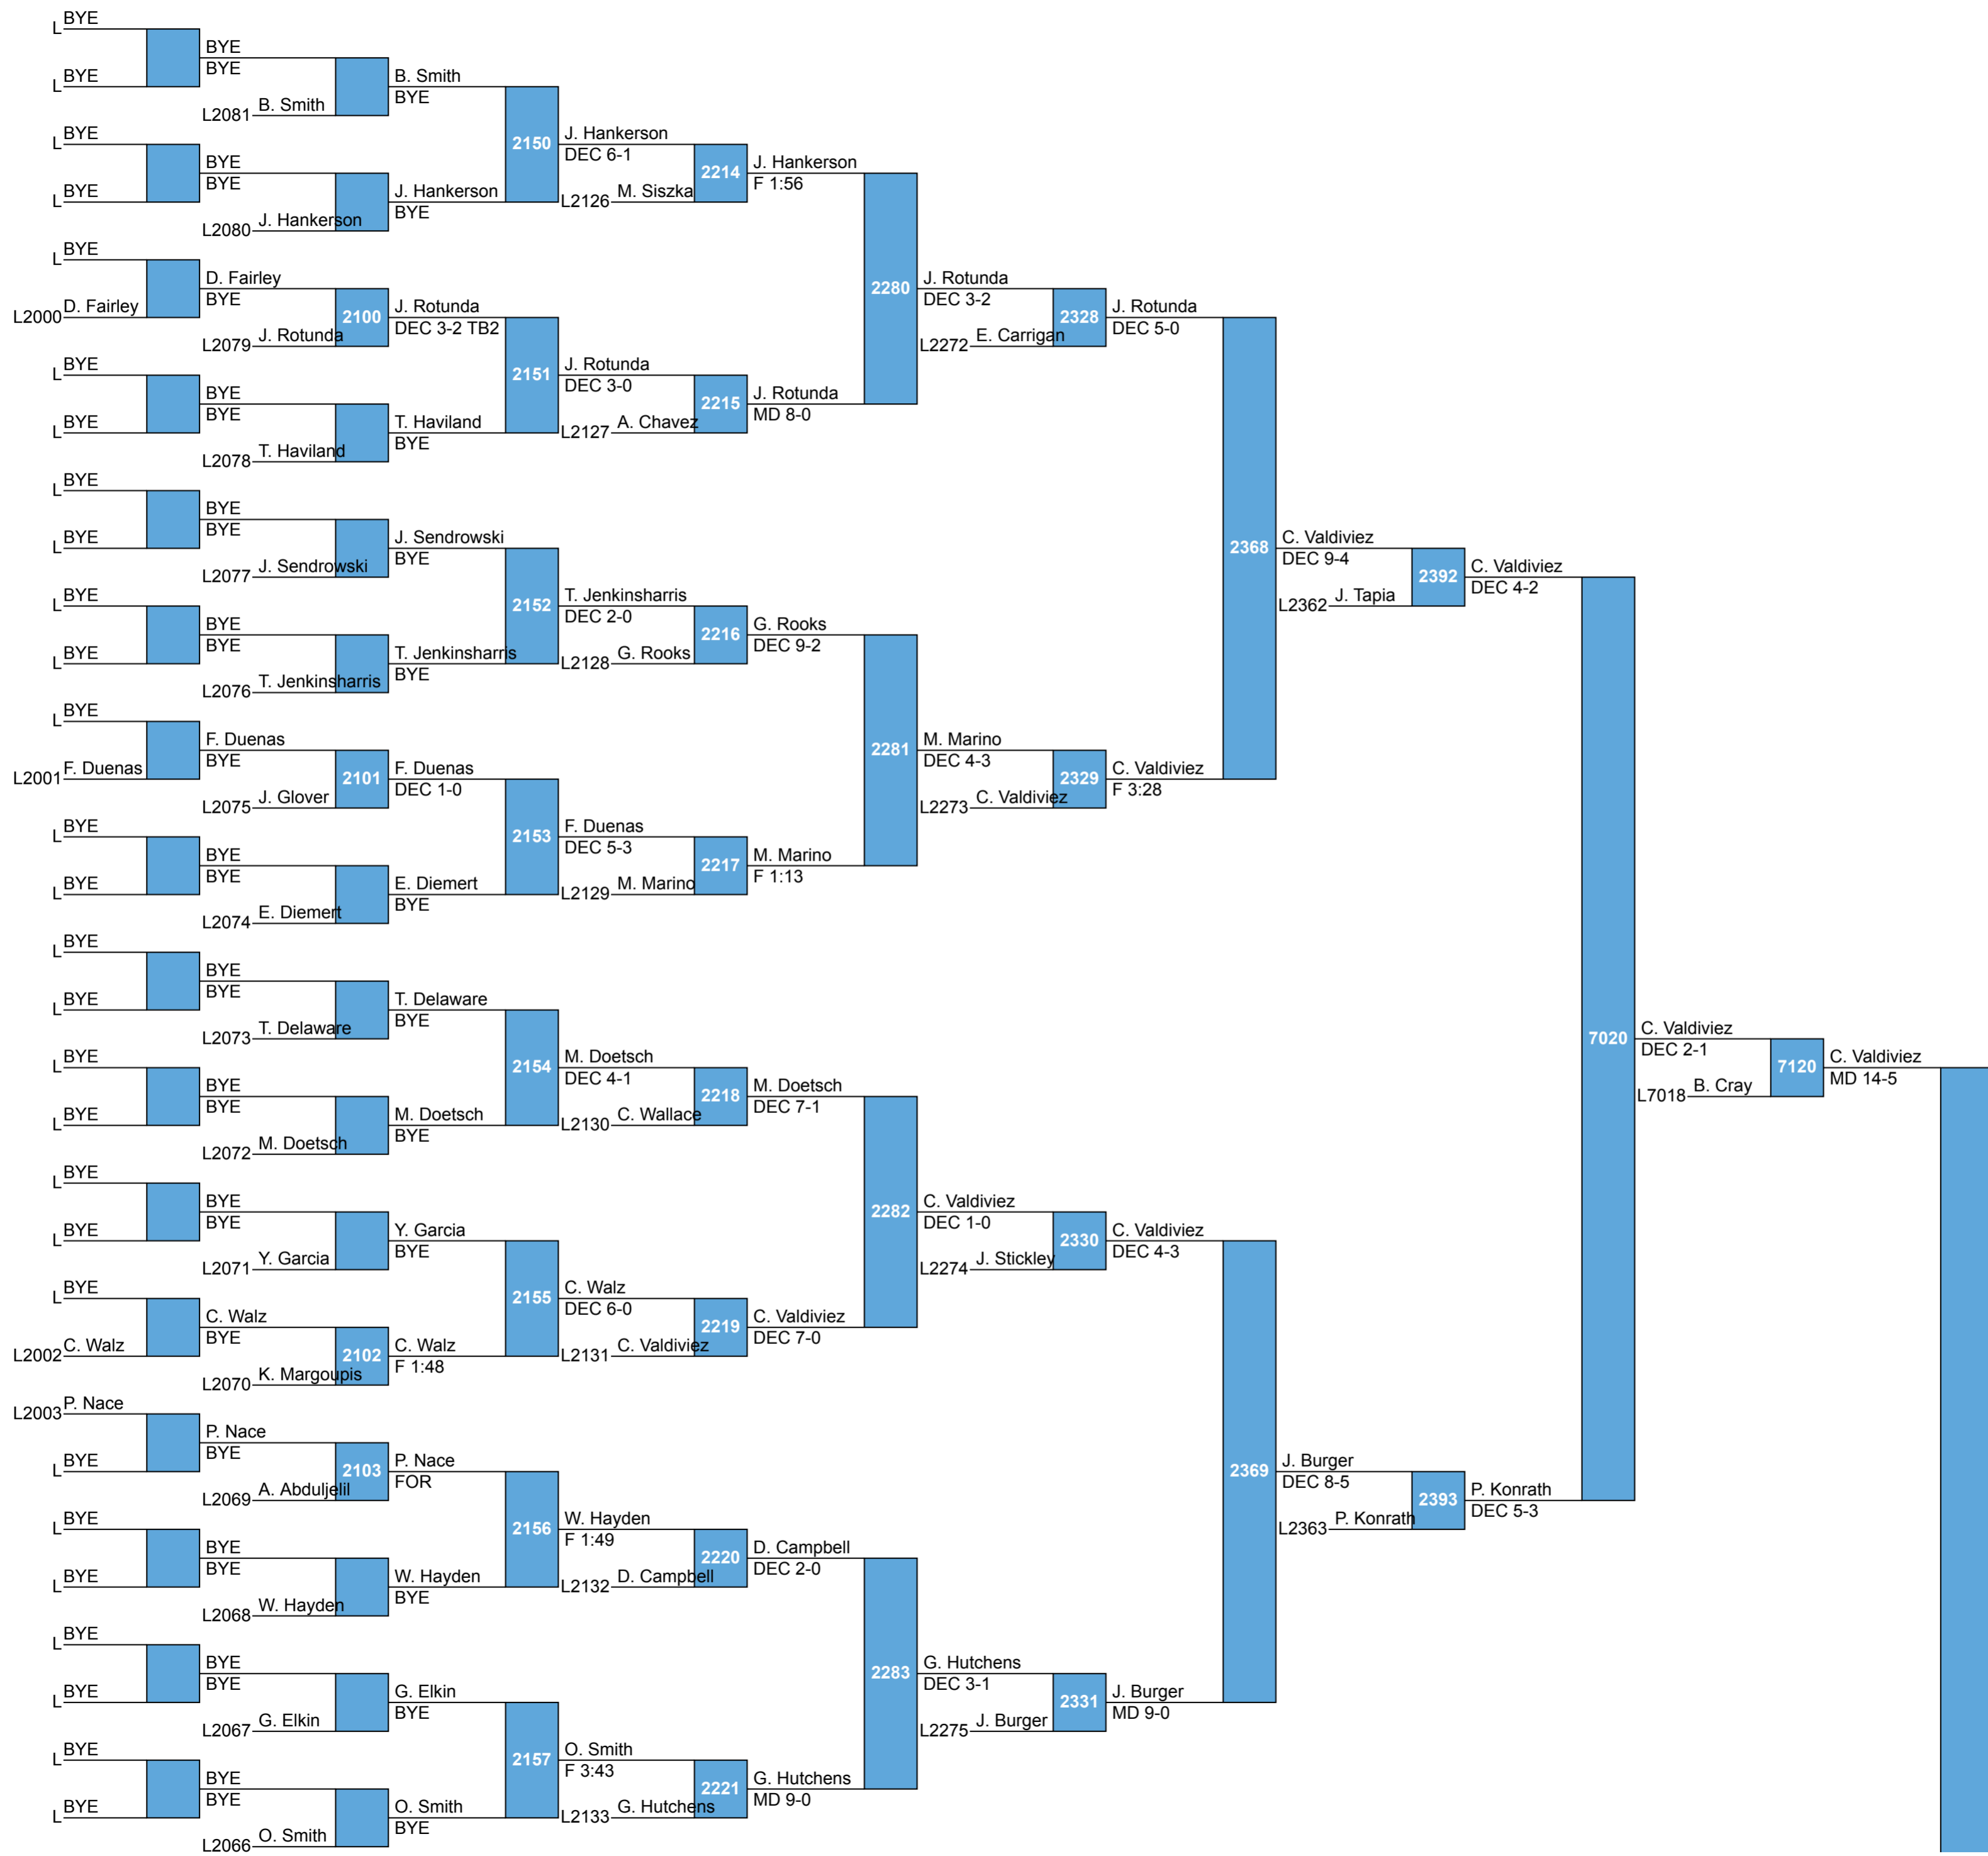 BYE
L
BYE
L
BYE
BYE
L2081 B. Smith
B. Smith
BYE
BYE
L
BYE
L
BYE
BYE
L2080 J. Hankerson
J. Hankerson
BYE
2150
J. Hankerson
DEC 6-1
L2126 M. Siszka
2214
J. Hankerson
F 1:56
BYE
L
L2000 D. Fairley
D. Fairley
BYE
L2079 J. Rotunda
2100
J. Rotunda
DEC 3-2 TB2
BYE
L
BYE
L
BYE
BYE
L2078 T. Haviland
T. Haviland
BYE
2151
J. Rotunda
DEC 3-0
L2127 A. Chavez
2215
J. Rotunda
MD 8-0
2280
J. Rotunda
DEC 3-2
L2272 E. Carrigan
2328
J. Rotunda
DEC 5-0
BYE
L
BYE
L
BYE
BYE
L2077 J. Sendrowski
J. Sendrowski
BYE
BYE
L
BYE
L
BYE
BYE
L2076 T. Jenkinsharris
T. Jenkinsharris
BYE
2152
T. Jenkinsharris
DEC 2-0
L2128 G. Rooks
2216
G. Rooks
DEC 9-2
BYE
L
L2001 F. Duenas
F. Duenas
BYE
L2075 J. Glover
2101
F. Duenas
DEC 1-0
BYE
L
BYE
L
BYE
BYE
L2074 E. Diemert
E. Diemert
BYE
2153
F. Duenas
DEC 5-3
L2129 M. Marino
2217
M. Marino
F 1:13
2281
M. Marino
DEC 4-3
L2273 C. Valdiviez
2329
C. Valdiviez
F 3:28
2368
C. Valdiviez
DEC 9-4
L2362 J. Tapia
2392
C. Valdiviez
DEC 4-2
BYE
L
BYE
L
BYE
BYE
L2073 T. Delaware
T. Delaware
BYE
BYE
L
BYE
L
BYE
BYE
L2072 M. Doetsch
M. Doetsch
BYE
2154
M. Doetsch
DEC 4-1
L2130 C. Wallace
2218
M. Doetsch
DEC 7-1
BYE
L
BYE
L
BYE
BYE
L2071 Y. Garcia
Y. Garcia
BYE
BYE
L
L2002 C. Walz
C. Walz
BYE
L2070 K. Margoupis
2102
C. Walz
F 1:48
2155
C. Walz
DEC 6-0
L2131 C. Valdiviez
2219
C. Valdiviez
DEC 7-0
2282
C. Valdiviez
DEC 1-0
L2274 J. Stickley
2330
C. Valdiviez
DEC 4-3
L2003 P. Nace
BYE
L
P. Nace
BYE
L2069 A. Abduljelil
2103
P. Nace
FOR
BYE
L
BYE
L
BYE
BYE
L2068 W. Hayden
W. Hayden
BYE
2156
W. Hayden
F 1:49
L2132 D. Campbell
2220
D. Campbell
DEC 2-0
BYE
L
BYE
L
BYE
BYE
L2067 G. Elkin
G. Elkin
BYE
BYE
L
BYE
L
BYE
BYE
L2066 O. Smith
O. Smith
BYE
2157
O. Smith
F 3:43
L2133 G. Hutchens
2221
G. Hutchens
MD 9-0
2283
G. Hutchens
DEC 3-1
L2275 J. Burger
2331
J. Burger
MD 9-0
2369
J. Burger
DEC 8-5
L2363 P. Konrath
2393
P. Konrath
DEC 5-3
7020
C. Valdiviez
DEC 2-1
L7018 B. Cray
7120
C. Valdiviez
MD 14-5